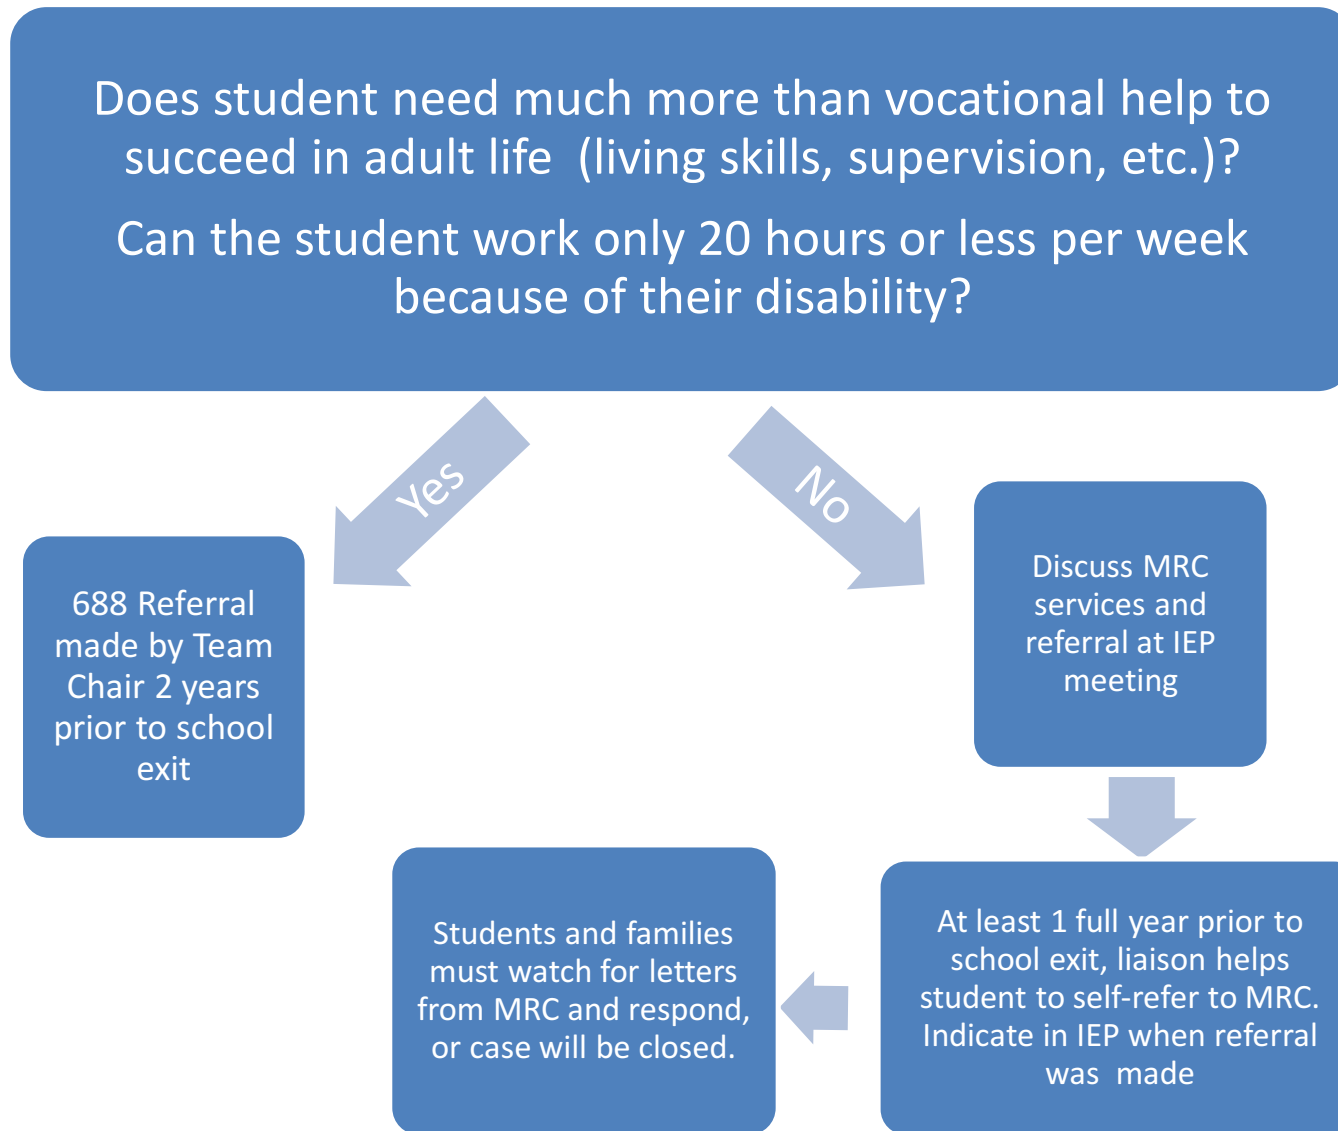 Does student need much more than vocational help to
succeed in adult life  (living skills, supervision, etc.)?
Can the student work only 20 hours or less per week
because of their disability?
Yes
No
688 Referral
made by Team
Chair 2 years
prior to school
exit
Discuss MRC
services and
referral at IEP
meeting
At least 1 full year prior to
school exit, liaison helps
student to self-refer to MRC.
Indicate in IEP when referral
was  made
Students and families
must watch for letters
from MRC and respond,
or case will be closed.